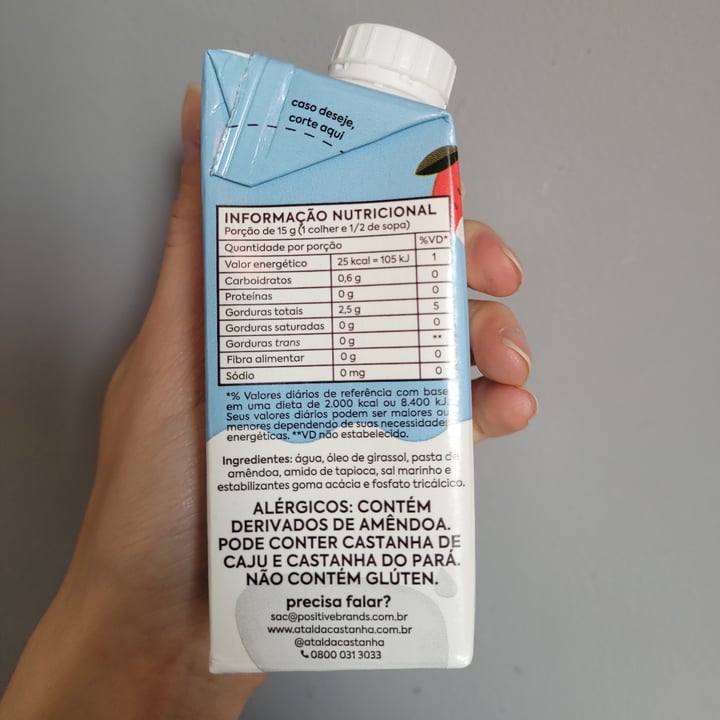 caso deseje,
corte aqui
INFORMAÇÃO NUTRICIONAL
Porção de 15 g (1 colher e 1/2 de sopa)
Quantidade por porção %VD*
Valor energético 25 kcal = 105 kJ 1
Carboidratos 0,6 g 0
Proteínas 0 g 0
Gorduras totais 2,5 g 5
Gorduras saturadas 0 g 0
Gorduras trans 0 g **
Fibra alimentar 0 g 0
Sódio 0 mg 0
*% Valores diários de referência com base
em uma dieta de 2.000 kcal ou 8.400 kJ.
Seus valores diários podem ser maiores ou
menores dependendo de suas necessidades
energéticas. **VD não estabelecido.
Ingredientes: água, óleo de girassol, pasta de
amêndoa, amido de tapioca, sal marinho e
estabilizantes goma acácia e fosfato tricálcico.
ALÉRGICOS: CONTÉM
DERIVADOS DE AMÊNDOA.
PODE CONTER CASTANHA DE
CAJU E CASTANHA DO PARÁ.
NÃO CONTÉM GLÚTEN.
precisa falar?
sac@positivebrands.com.br
www.ataldacastanha.com.br
@ataldacastanha
0800 031 3033